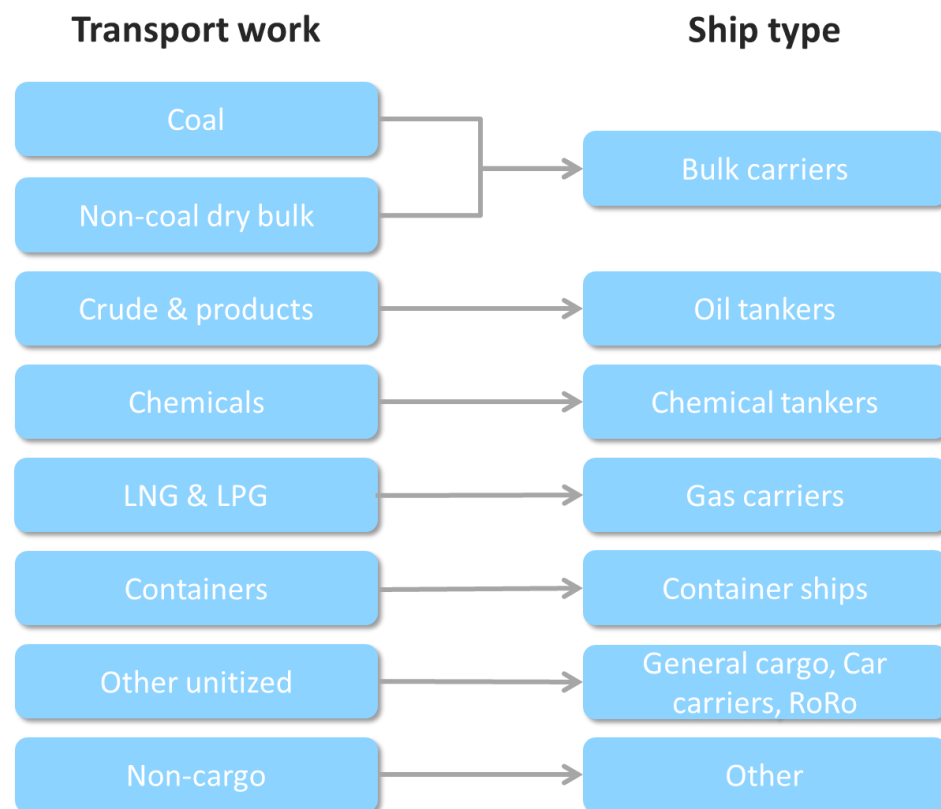 Transport work
Ship type
Coal
Bulk carriers
Non-coal dry bulk
Crude & products
Oil tankers
Chemicals
Chemical tankers
LNG & LPG
Gas carriers
Containers
Container ships
Other unitized
General cargo, Car
carriers, RoRo
Non-cargo
Other